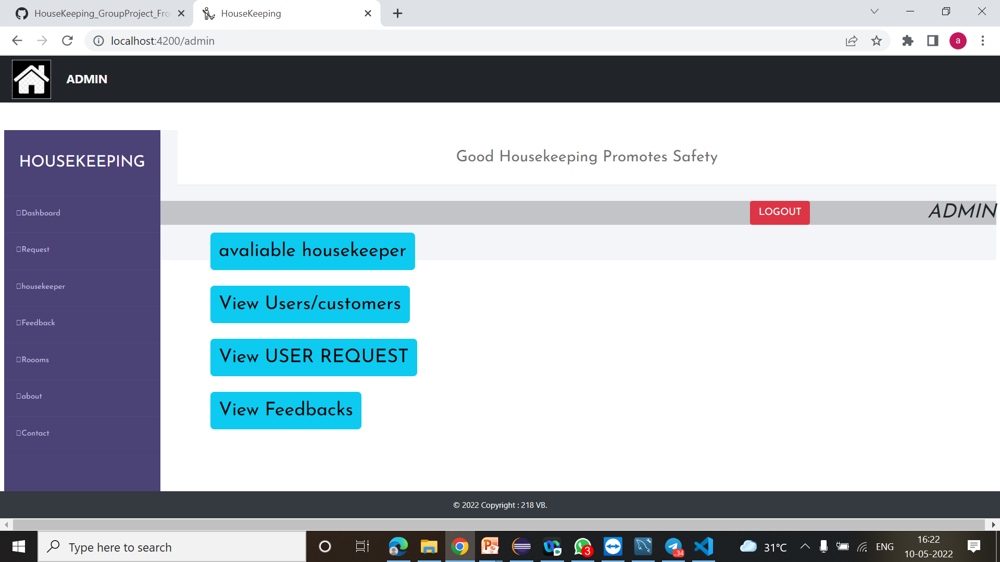 HouseKeeping_GroupProject_Fro
HouseKeeping
localhost:4200/admin
a
ADMIN
HOUSEKEEPING
Good Housekeeping Promotes Safety
LOGOUT
ADMIN
Dashboard
Request
housekeeper
Feedback
Roooms
about
Contact
avaliable housekeeper
View Users/customers
View USER REQUEST
View Feedbacks
© 2022 Copyright : 218 VB.
Type here to search
3
..34
31°C
ENG
16:22
10-05-2022